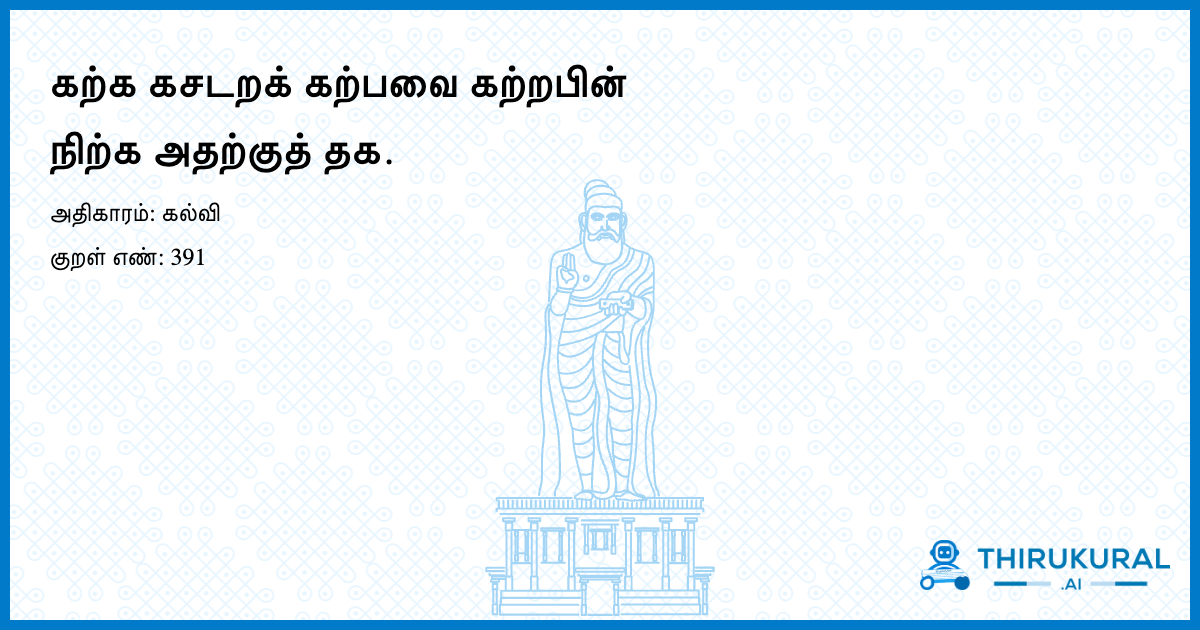 கற்க கசடறக் கற்பவை கற்றபின்
நிற்க அதற்குத் தக.
அதிகாரம்: கல்வி
குறள் எண்: 391
THIRUKURAL
.AI